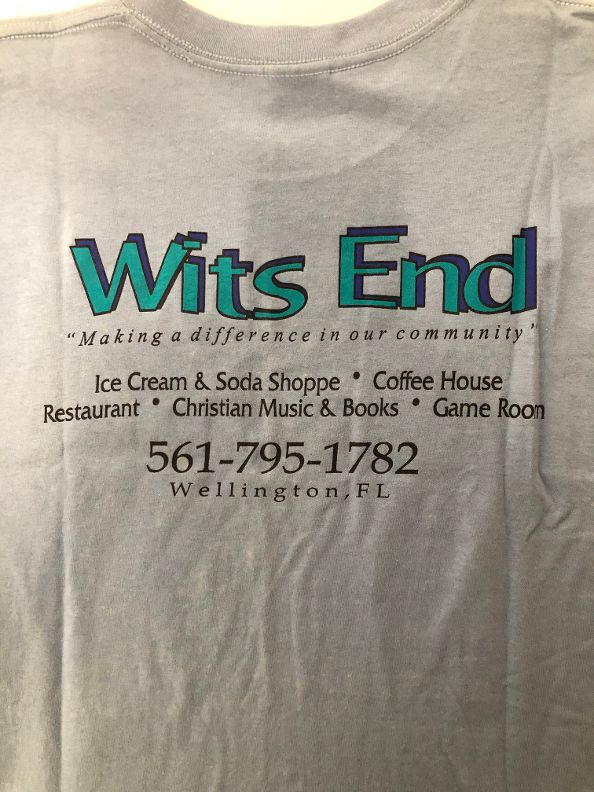 Wits End
"Making a difference in our community"
Ice Cream & Soda Shoppe • Coffee House
Restaurant • Christian Music & Books • Game Room
561-795-1782
Wellington, FL